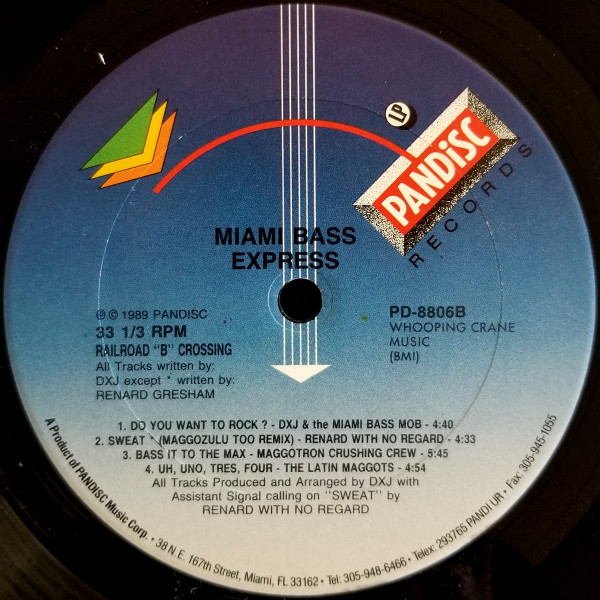 LP
PANDiSC
RECORDS
MIAMI BASS
EXPRESS
℗ © 1989 PANDISC
33 1/3 RPM
RAILROAD "B" CROSSING
All Tracks written by:
DXJ except * written by:
RENARD GRESHAM
PD-8806B
WHOOPING CRANE
MUSIC
(BMI)
1. DO YOU WANT TO ROCK ? - DXJ & the MIAMI BASS MOB - 4:40
2. SWEAT * (MAGGOZULU TOO REMIX) - RENARD WITH NO REGARD - 4:33
3. BASS IT TO THE MAX - MAGGOTRON CRUSHING CREW - 5:45
4. UH, UNO, TRES, FOUR - THE LATIN MAGGOTS - 4:54
All Tracks Produced and Arranged by DXJ with
Assistant Signal calling on "SWEAT" by
RENARD WITH NO REGARD
A Product of PANDISC Music Corp. • 38 N.E. 167th Street, Miami, FL 33162 • Tel: 305-948-6466 • Telex: 293765 PANDI UR • Fax: 305-945-1065